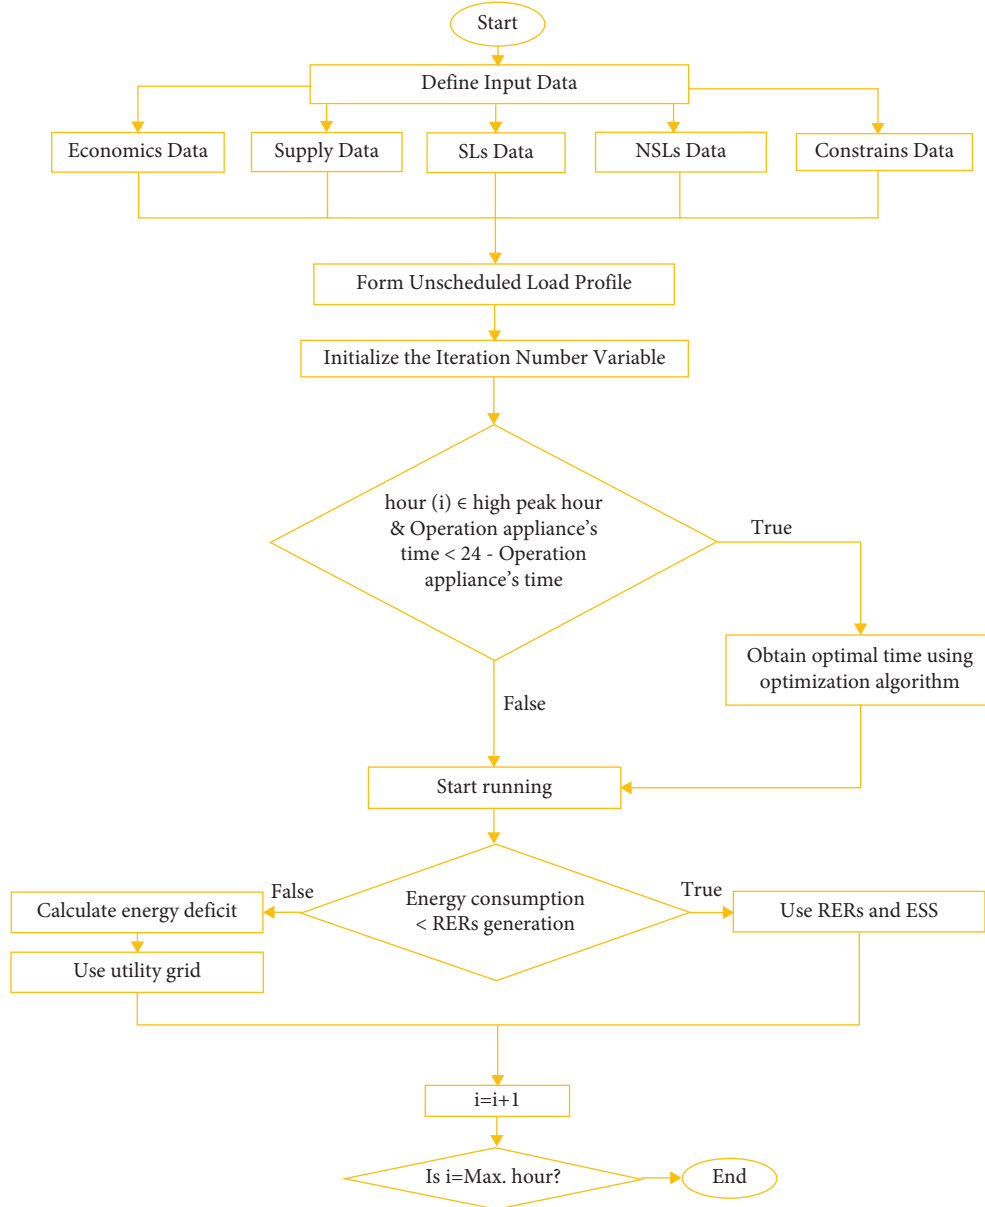 Start
Define Input Data
Economics Data
Supply Data
SLs Data
NSLs Data
Constrains Data
Form Unscheduled Load Profile
Initialize the Iteration Number Variable
hour (i) ∈ high peak hour
& Operation appliance's
time < 24 - Operation
appliance's time
True
Obtain optimal time using
optimization algorithm
False
Start running
Energy consumption
< RERs generation
False
True
Calculate energy deficit
Use RERs and ESS
Use utility grid
i=i+1
Is i=Max. hour?
End